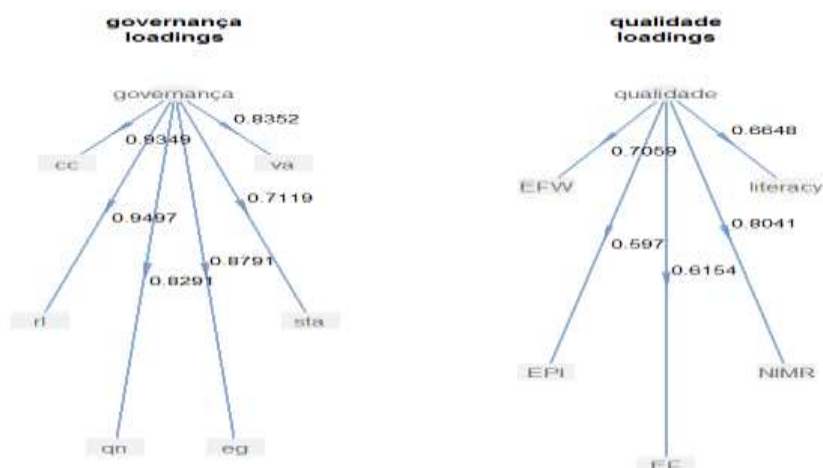 governança
loadings
qualidade
loadings
governança
qualidade
0.8352
0.9349
0.6648
0.7059
cc
va
EFW
literacy
0.7119
0.9497
0.8041
0.597
0.8791
0.8291
0.6154
rl
sta
EPI
NIMR
qn
eg